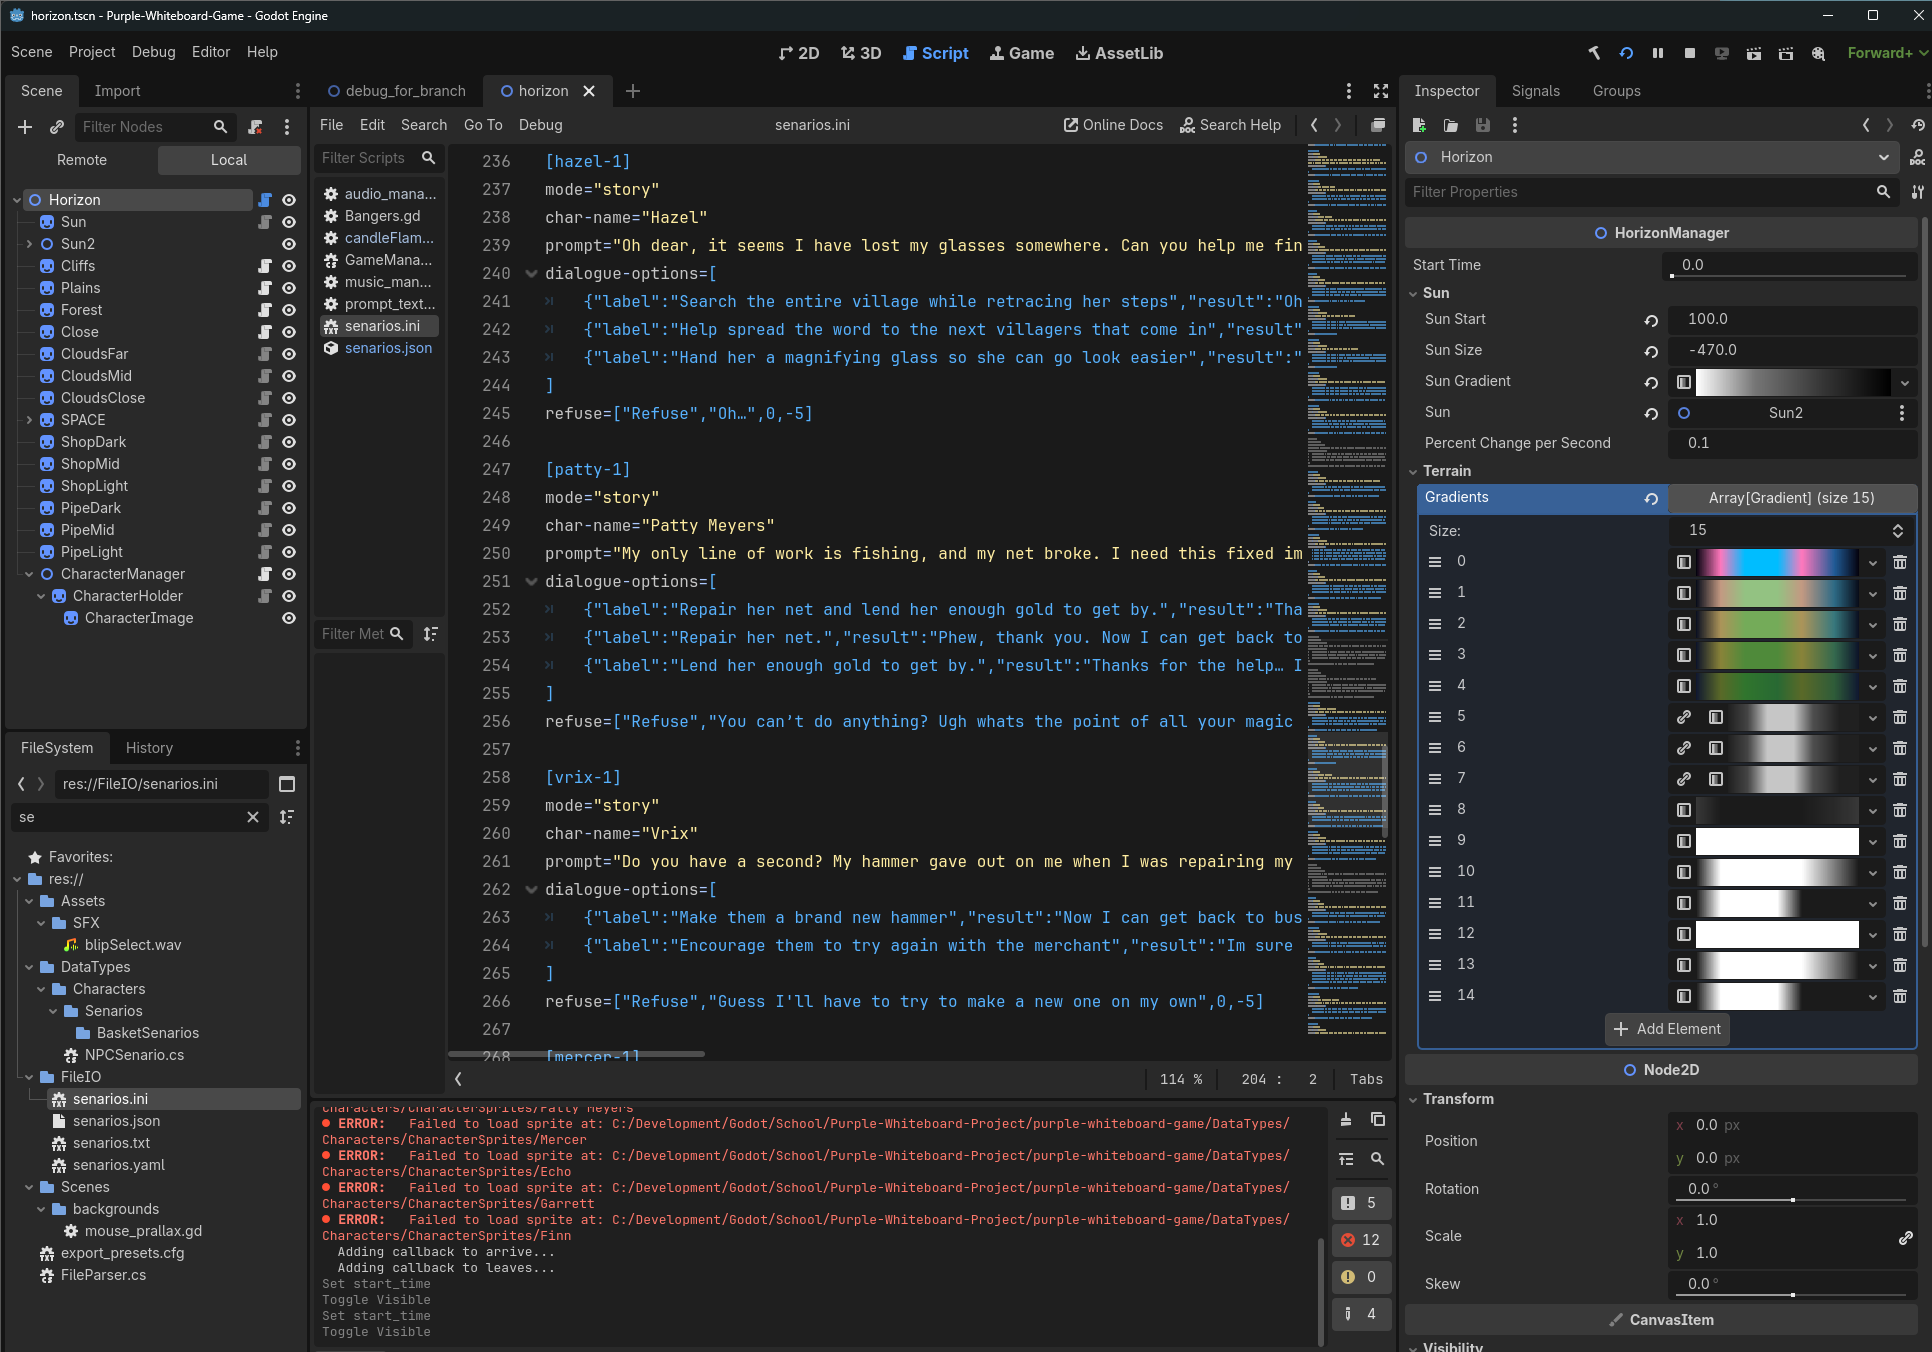 horizon.tscn - Purple-Whiteboard-Game - Godot Engine
Scene Project Debug Editor Help
2D 3D Script Game AssetLib
Forward+
Scene Import
Filter Nodes
Remote Local
Horizon
Sun
Sun2
Cliffs
Plains
Forest
Close
CloudsFar
CloudsMid
CloudsClose
SPACE
ShopDark
ShopMid
ShopLight
PipeDark
PipeMid
PipeLight
CharacterManager
CharacterHolder
CharacterImage
FileSystem History
res://FileIO/senarios.ini
se
Favorites:
res://
Assets
SFX
blipSelect.wav
DataTypes
Characters
Senarios
BasketSenarios
NPCSenario.cs
FileIO
senarios.ini
senarios.json
senarios.txt
senarios.yaml
Scenes
backgrounds
mouse_prallax.gd
export_presets.cfg
FileParser.cs
debug_for_branch horizon
File Edit Search Go To Debug senarios.ini Online Docs Search Help
Filter Scripts
audio_mana...
Bangers.gd
candleFlam...
GameMana...
music_man...
prompt_text...
senarios.ini
senarios.json
Filter Met
236 [hazel-1]
237 mode="story"
238 char-name="Hazel"
239 prompt="Oh dear, it seems I have lost my glasses somewhere. Can you help me fin
240 dialogue-options=[
241 {"label":"Search the entire village while retracing her steps","result":"Oh
242 {"label":"Help spread the word to the next villagers that come in","result"
243 {"label":"Hand her a magnifying glass so she can go look easier","result":"
244 ]
245 refuse=["Refuse","Oh…",0,-5]
246
247 [patty-1]
248 mode="story"
249 char-name="Patty Meyers"
250 prompt="My only line of work is fishing, and my net broke. I need this fixed im
251 dialogue-options=[
252 {"label":"Repair her net and lend her enough gold to get by.","result":"Tha
253 {"label":"Repair her net.","result":"Phew, thank you. Now I can get back to
254 {"label":"Lend her enough gold to get by.","result":"Thanks for the help… I
255 ]
256 refuse=["Refuse","You can’t do anything? Ugh whats the point of all your magic
257
258 [vrix-1]
259 mode="story"
260 char-name="Vrix"
261 prompt="Do you have a second? My hammer gave out on me when I was repairing my
262 dialogue-options=[
263 {"label":"Make them a brand new hammer","result":"Now I can get back to bus
264 {"label":"Encourage them to try again with the merchant","result":"Im sure
265 ]
266 refuse=["Refuse","Guess I'll have to try to make a new one on my own",0,-5]
267
268 [mercer-1]
114 % 204 : 2 Tabs
Characters/CharacterSprites/Patty Meyers
ERROR: Failed to load sprite at: C:/Development/Godot/School/Purple-Whiteboard-Project/purple-whiteboard-game/DataTypes/
Characters/CharacterSprites/Mercer
ERROR: Failed to load sprite at: C:/Development/Godot/School/Purple-Whiteboard-Project/purple-whiteboard-game/DataTypes/
Characters/CharacterSprites/Echo
ERROR: Failed to load sprite at: C:/Development/Godot/School/Purple-Whiteboard-Project/purple-whiteboard-game/DataTypes/
Characters/CharacterSprites/Garrett
ERROR: Failed to load sprite at: C:/Development/Godot/School/Purple-Whiteboard-Project/purple-whiteboard-game/DataTypes/
Characters/CharacterSprites/Finn
Adding callback to arrive...
Adding callback to leaves...
Set start_time
Toggle Visible
Set start_time
Toggle Visible
5
12
0
4
Inspector Signals Groups
Horizon
Filter Properties
HorizonManager
Start Time 0.0
Sun
Sun Start 100.0
Sun Size -470.0
Sun Gradient
Sun Sun2
Percent Change per Second 0.1
Terrain
Gradients Array[Gradient] (size 15)
Size: 15
0
1
2
3
4
5
6
7
8
9
10
11
12
13
14
Add Element
Node2D
Transform
Position x 0.0 px
y 0.0 px
Rotation 0.0 °
Scale x 1.0
y 1.0
Skew 0.0 °
CanvasItem
Visibility